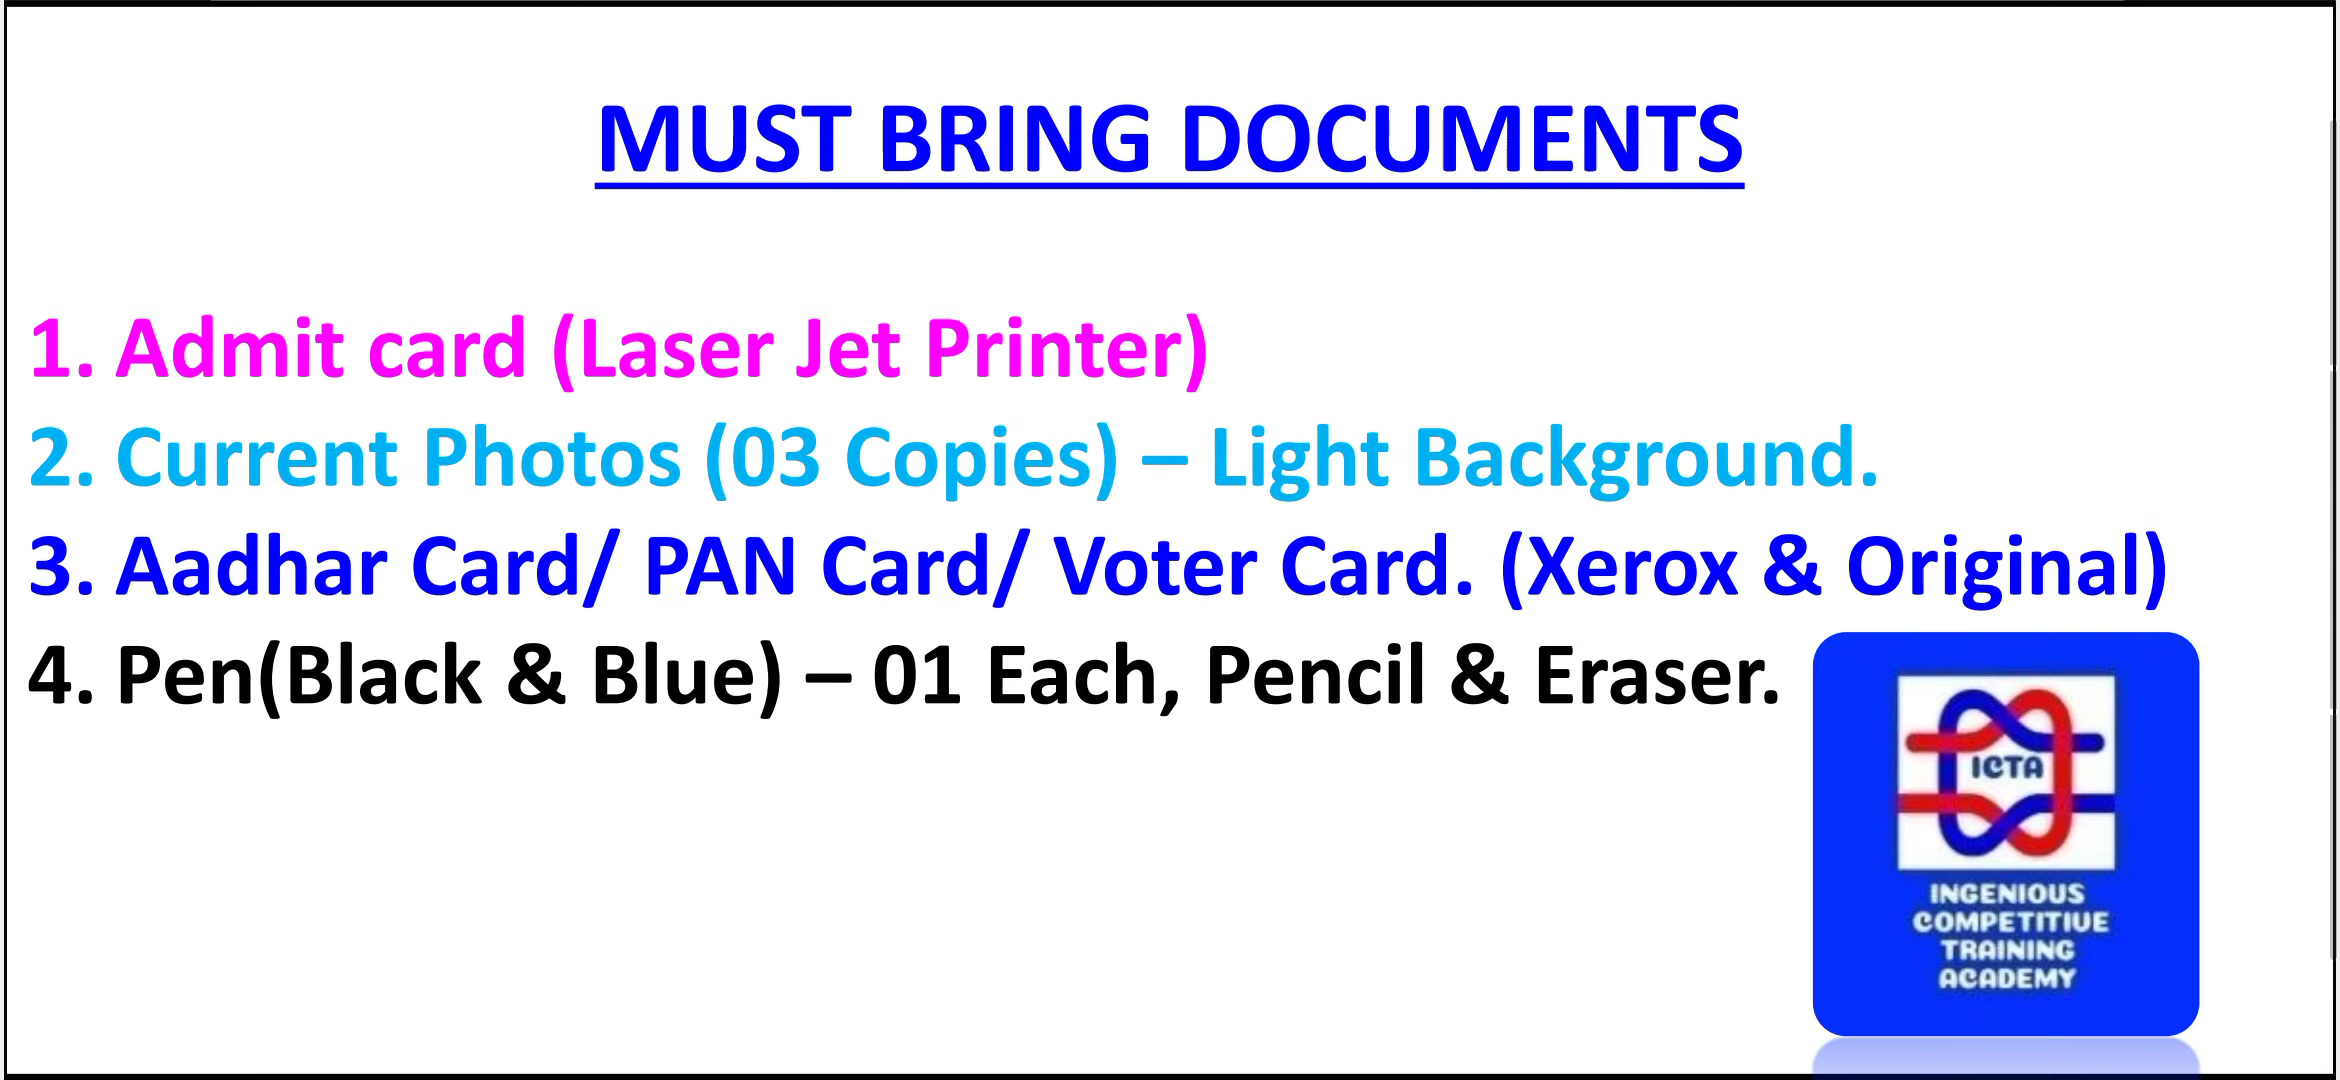 MUST BRING DOCUMENTS
1. Admit card (Laser Jet Printer)
2. Current Photos (03 Copies) – Light Background.
3. Aadhar Card/ PAN Card/ Voter Card. (Xerox & Original)
4. Pen(Black & Blue) – 01 Each, Pencil & Eraser.
ICTA
INGENIOUS
COMPETITIVE
TRAINING
ACADEMY